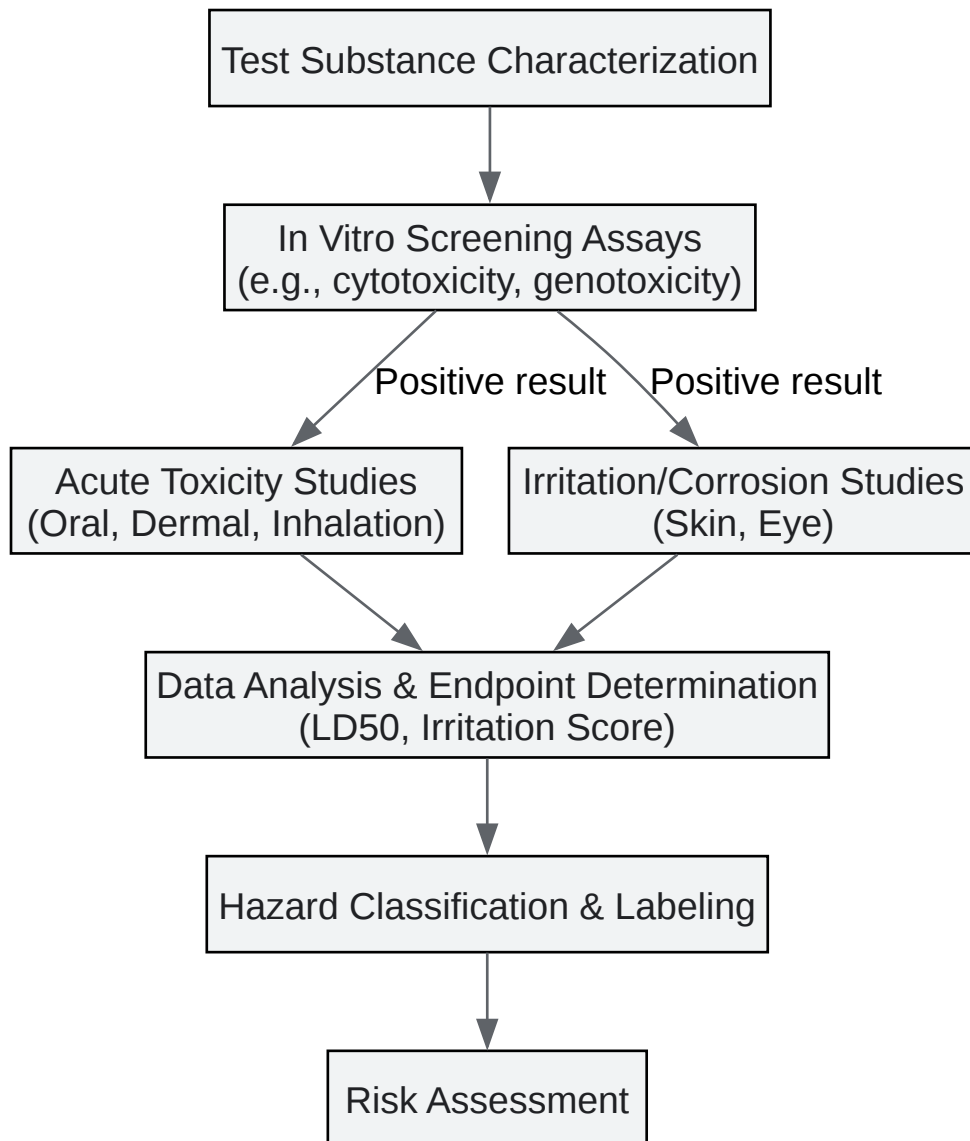 Test Substance Characterization
In Vitro Screening Assays
(e.g., cytotoxicity, genotoxicity)
Positive result
Positive result
Acute Toxicity Studies
(Oral, Dermal, Inhalation)
Irritation/Corrosion Studies
(Skin, Eye)
Data Analysis & Endpoint Determination
(LD50, Irritation Score)
Hazard Classification & Labeling
Risk Assessment